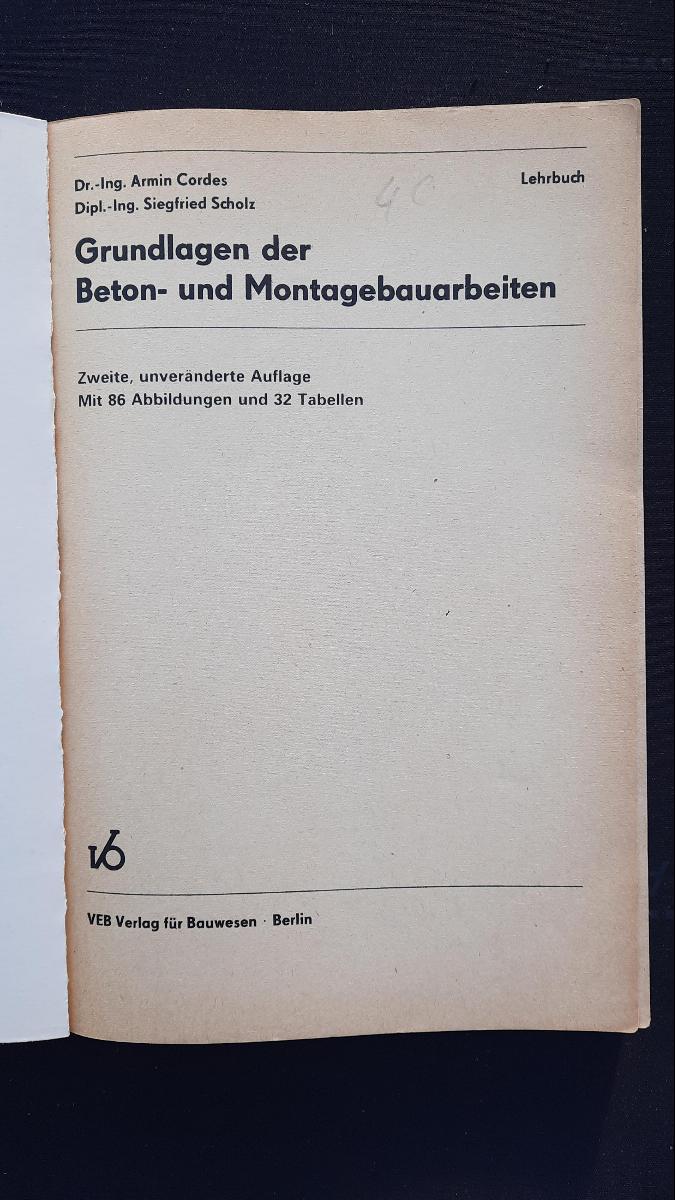 Dr.-Ing. Armin Cordes
Lehrbuch
Dipl.-Ing. Siegfried Scholz
Grundlagen der
Beton- und Montagebauarbeiten
Zweite, unveränderte Auflage
Mit 86 Abbildungen und 32 Tabellen
VEB Verlag für Bauwesen · Berlin